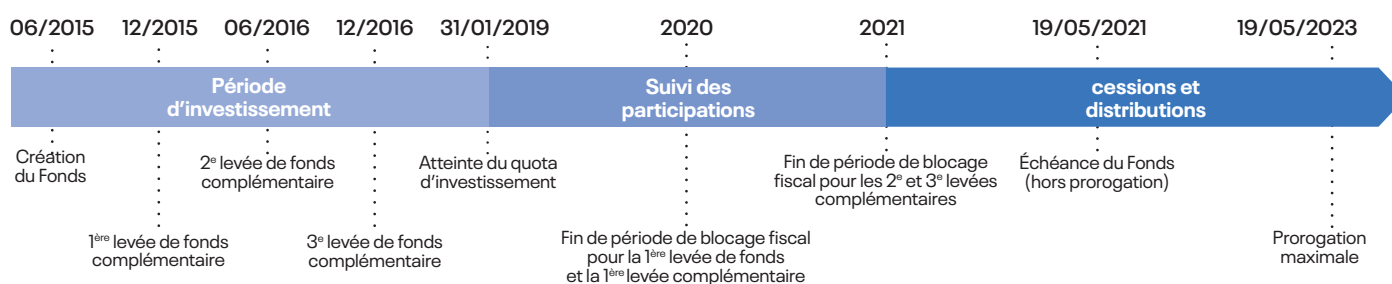 06/2015 12/2015 06/2016 12/2016 31/01/2019 2020 2021 19/05/2021 19/05/2023
Période
d'investissement
Suivi des
participations
cessions et
distributions
Création
du Fonds
2e levée de fonds
complémentaire
Atteinte du quota
d'investissement
Fin de période de blocage
fiscal pour les 2e et 3e levées
complémentaires
Échéance du Fonds
(hors prorogation)
1ère levée de fonds
complémentaire
3e levée de fonds
complémentaire
Fin de période de blocage fiscal
pour la 1ère levée de fonds
et la 1ère levée complémentaire
Prorogation
maximale